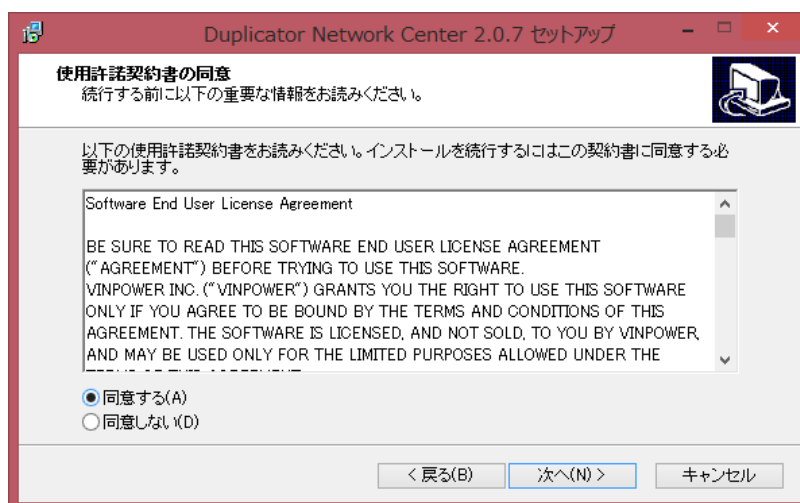 Duplicator Network Center 2.0.7 セットアップ
使用許諾契約書の同意
続行する前に以下の重要な情報をお読みください。
以下の使用許諾契約書をお読みください。インストールを続行するにはこの契約書に同意する必
要があります。
Software End User License Agreement
BE SURE TO READ THIS SOFTWARE END USER LICENSE AGREEMENT
("AGREEMENT") BEFORE TRYING TO USE THIS SOFTWARE.
VINPOWER INC. ("VINPOWER") GRANTS YOU THE RIGHT TO USE THIS SOFTWARE
ONLY IF YOU AGREE TO BE BOUND BY THE TERMS AND CONDITIONS OF THIS
AGREEMENT. THE SOFTWARE IS LICENSED, AND NOT SOLD, TO YOU BY VINPOWER,
AND MAY BE USED ONLY FOR THE LIMITED PURPOSES ALLOWED UNDER THE
同意する(A)
同意しない(D)
< 戻る(B)
次へ(N) >
キャンセル